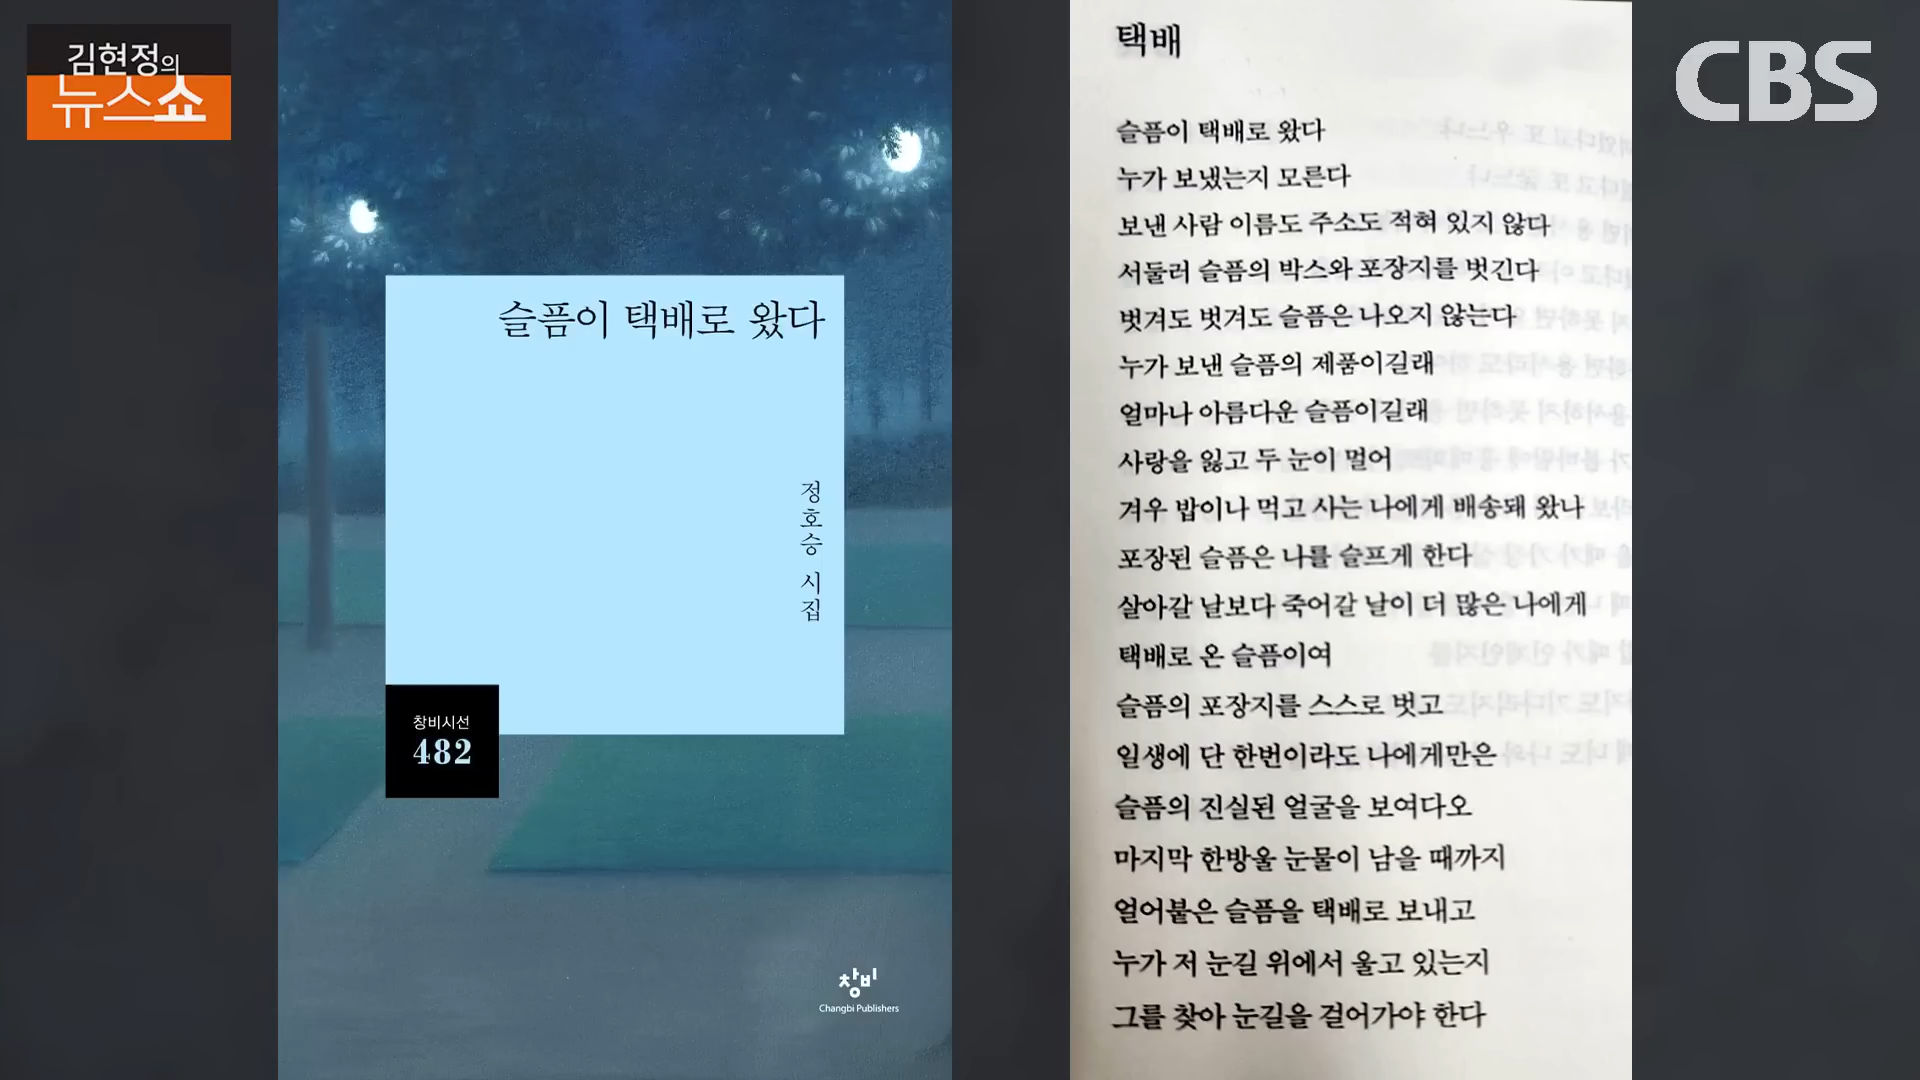 김현정의
뉴스쇼
CBS
슬픔이 택배로 왔다
정호승 시집
창비시선
482
창비
Changbi Publishers
택배
슬픔이 택배로 왔다
누가 보냈는지 모른다
보낸 사람 이름도 주소도 적혀 있지 않다
서둘러 슬픔의 박스와 포장지를 벗긴다
벗겨도 벗겨도 슬픔은 나오지 않는다
누가 보낸 슬픔의 제품이길래
얼마나 아름다운 슬픔이길래
사랑을 잃고 두 눈이 멀어
겨우 밥이나 먹고 사는 나에게 배송돼 왔나
포장된 슬픔은 나를 슬프게 한다
살아갈 날보다 죽어갈 날이 더 많은 나에게
택배로 온 슬픔이여
슬픔의 포장지를 스스로 벗고
일생에 단 한번이라도 나에게만은
슬픔의 진실된 얼굴을 보여다오
마지막 한방울 눈물이 남을 때까지
얼어붙은 슬픔을 택배로 보내고
누가 저 눈길 위에서 울고 있는지
그를 찾아 눈길을 걸어가야 한다